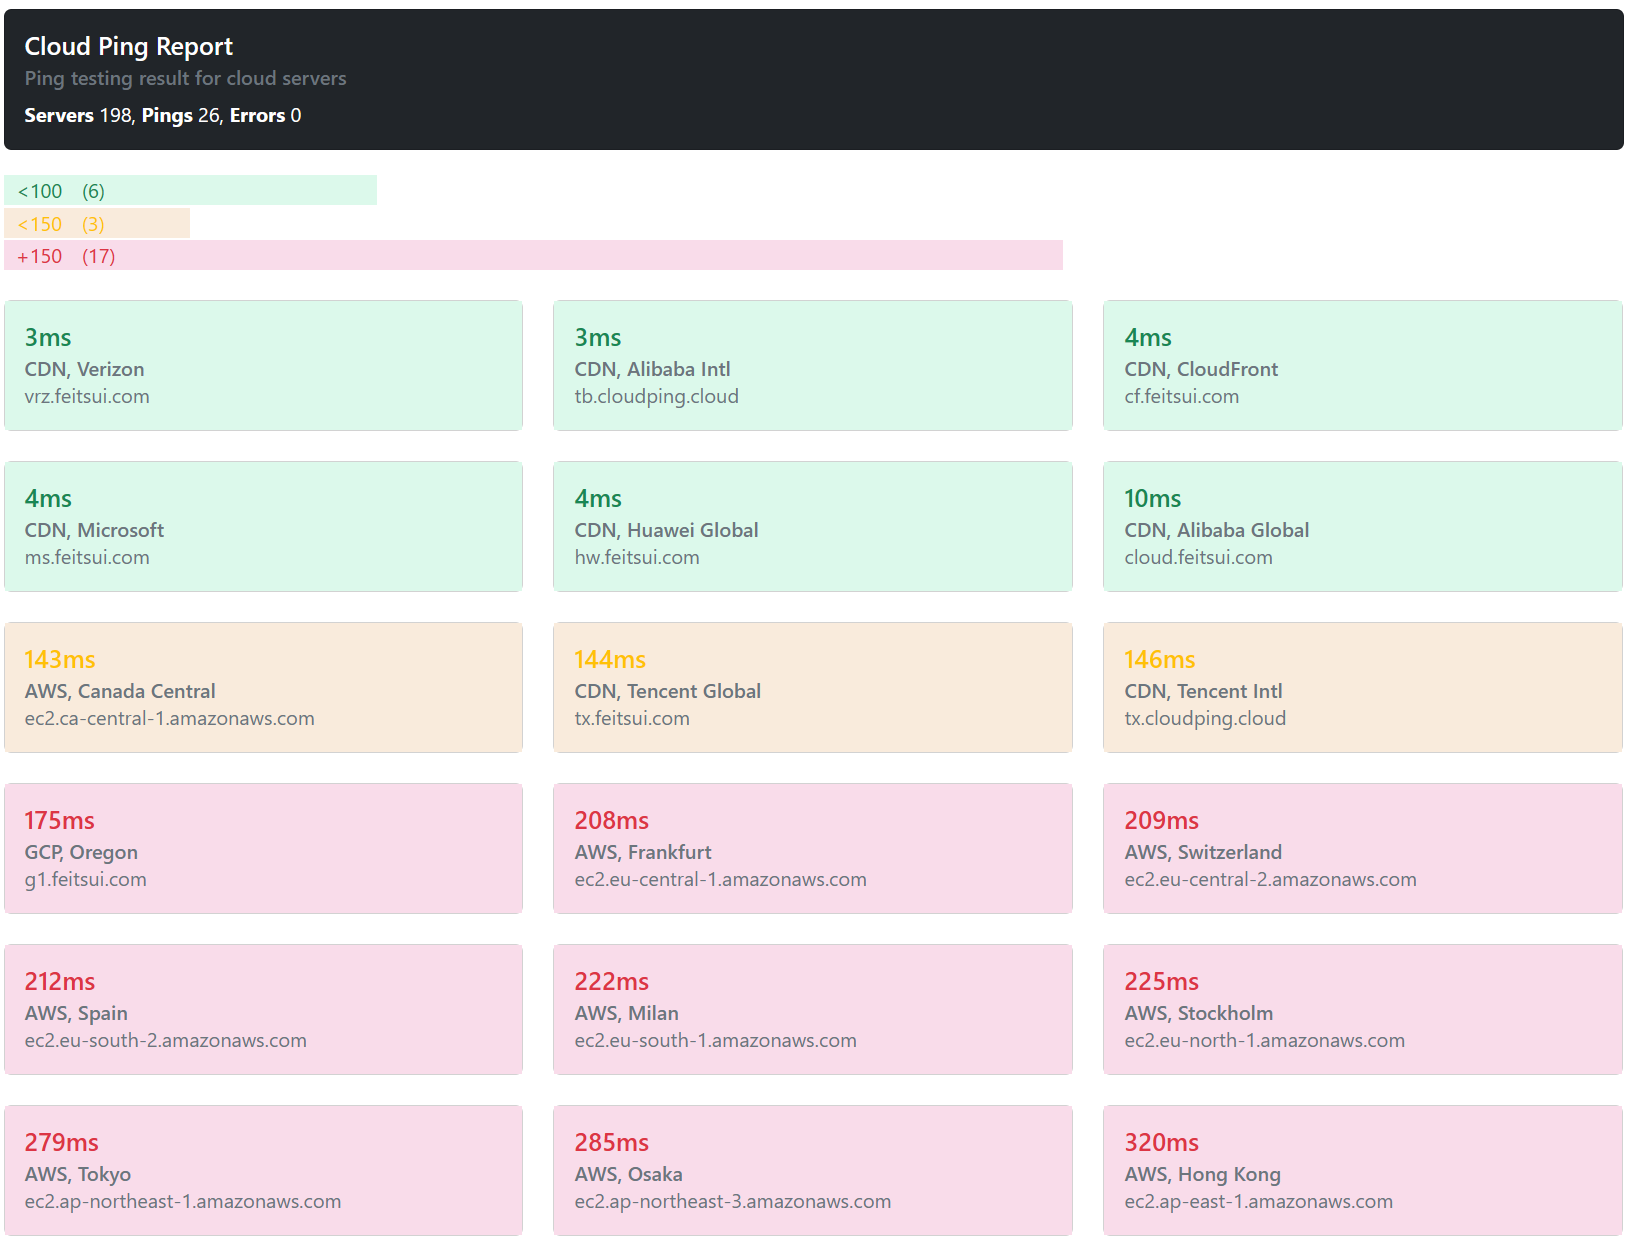 Cloud Ping Report
Ping testing result for cloud servers
Servers 198, Pings 26, Errors 0
<100 (6)
<150 (3)
+150 (17)
3ms
CDN, Verizon
vrz.feitsui.com
3ms
CDN, Alibaba Intl
tb.cloudping.cloud
4ms
CDN, CloudFront
cf.feitsui.com
4ms
CDN, Microsoft
ms.feitsui.com
4ms
CDN, Huawei Global
hw.feitsui.com
10ms
CDN, Alibaba Global
cloud.feitsui.com
143ms
AWS, Canada Central
ec2.ca-central-1.amazonaws.com
144ms
CDN, Tencent Global
tx.feitsui.com
146ms
CDN, Tencent Intl
tx.cloudping.cloud
175ms
GCP, Oregon
g1.feitsui.com
208ms
AWS, Frankfurt
ec2.eu-central-1.amazonaws.com
209ms
AWS, Switzerland
ec2.eu-central-2.amazonaws.com
212ms
AWS, Spain
ec2.eu-south-2.amazonaws.com
222ms
AWS, Milan
ec2.eu-south-1.amazonaws.com
225ms
AWS, Stockholm
ec2.eu-north-1.amazonaws.com
279ms
AWS, Tokyo
ec2.ap-northeast-1.amazonaws.com
285ms
AWS, Osaka
ec2.ap-northeast-3.amazonaws.com
320ms
AWS, Hong Kong
ec2.ap-east-1.amazonaws.com